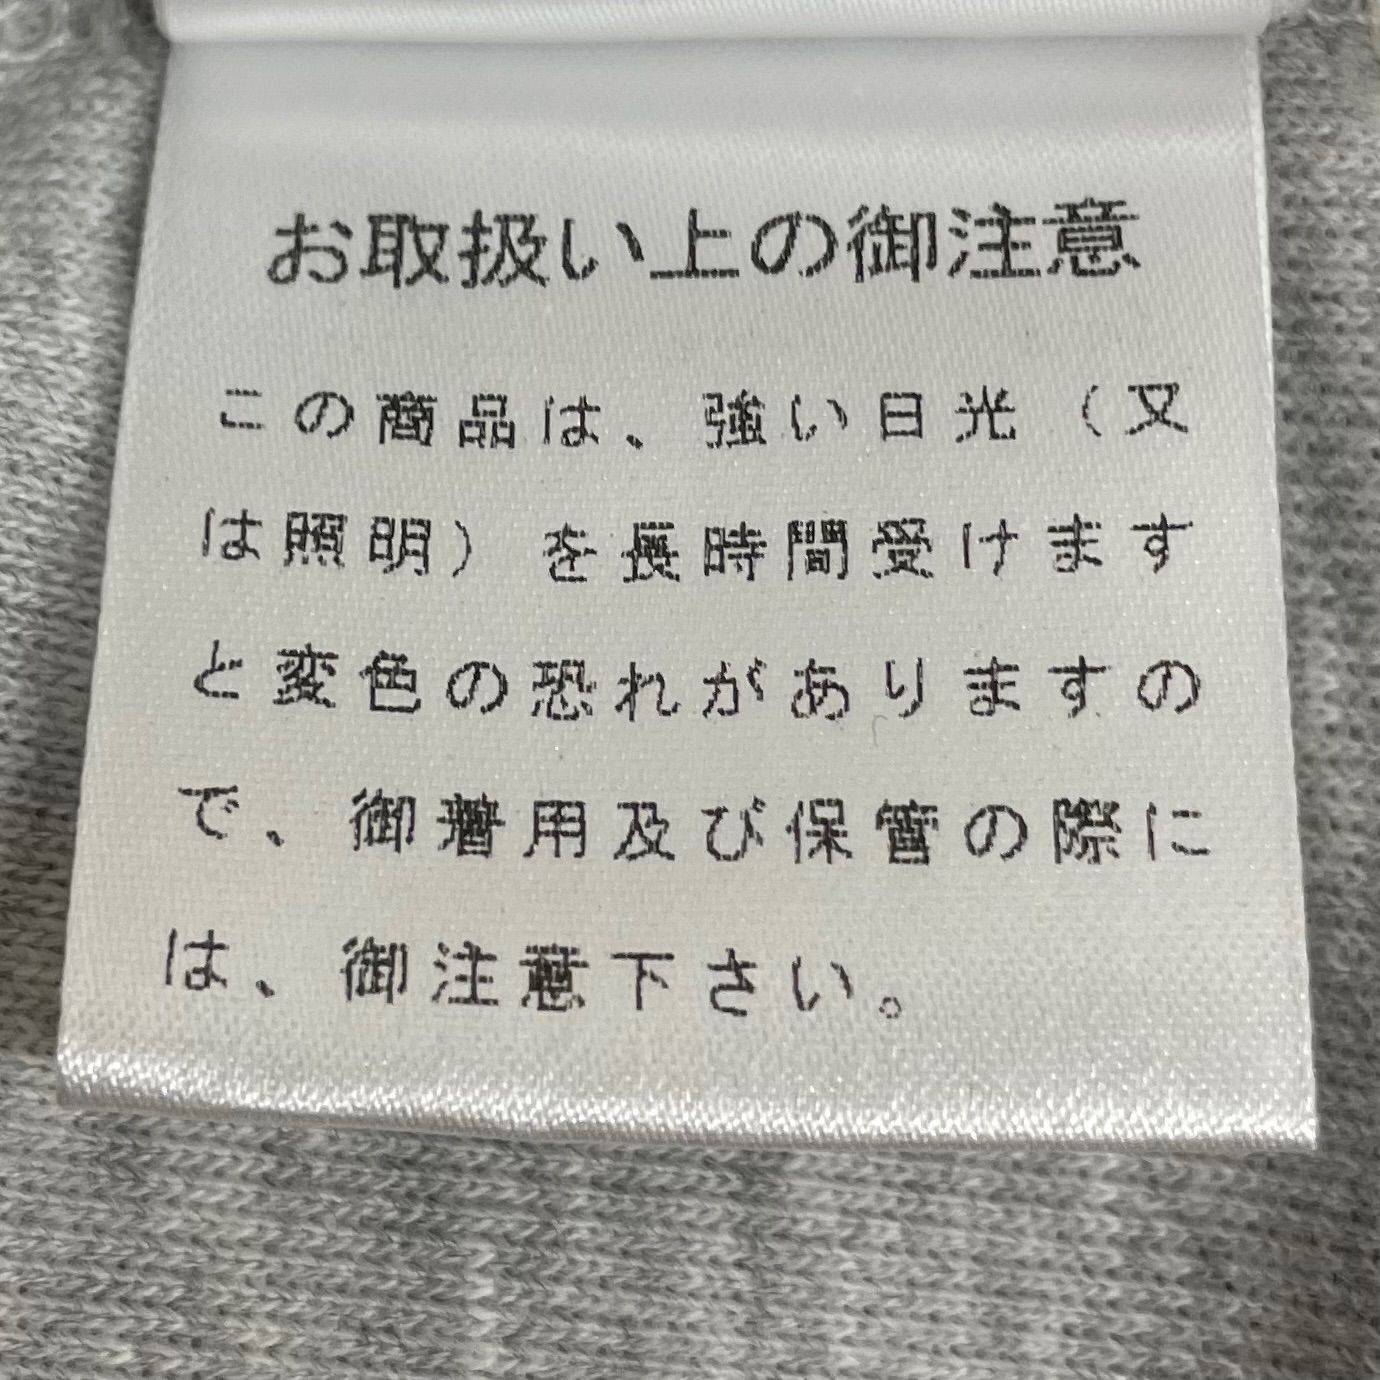 お取扱い上の御注意
この商品は、強い日光（又
は照明）を長時間受けます
と変色の恐れがありますの
で、御着用及び保管の際に
は、御注意下さい。